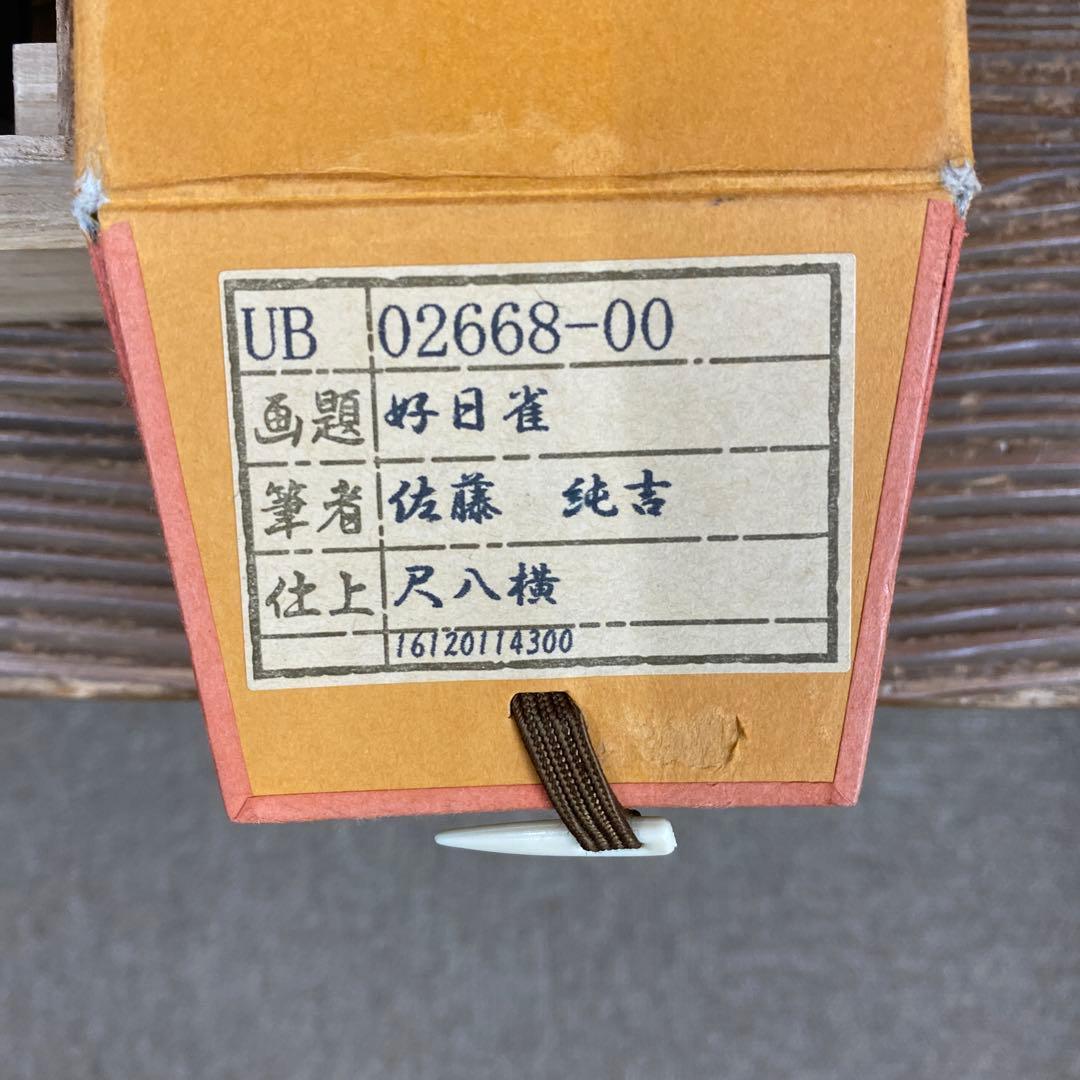 UB 02668-00
画題 好日雀
筆者 佐藤 純吉
仕上 尺八横
16120114300